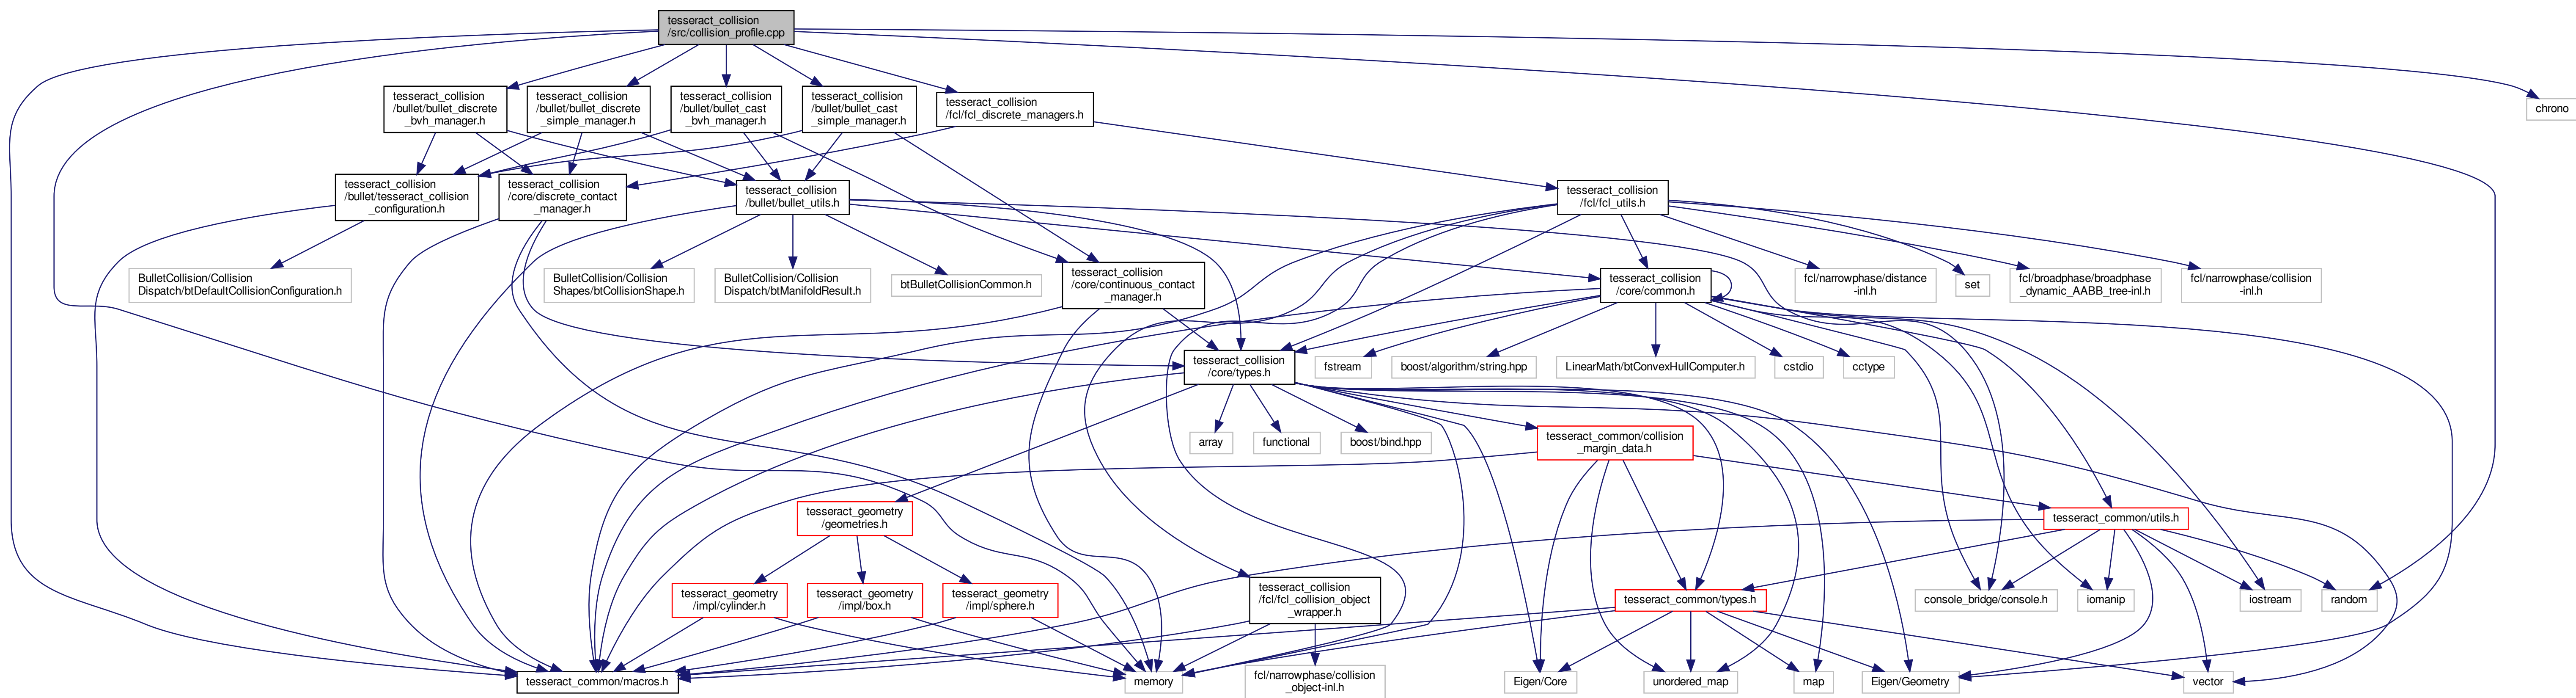 tesseract_collision
/src/collision_profile.cpp
tesseract_collision
/bullet/bullet_discrete
_bvh_manager.h
tesseract_collision
/bullet/bullet_discrete
_simple_manager.h
tesseract_collision
/bullet/bullet_cast
_bvh_manager.h
tesseract_collision
/bullet/bullet_cast
_simple_manager.h
tesseract_collision
/fcl/fcl_discrete_managers.h
chrono
tesseract_collision
/bullet/tesseract_collision
_configuration.h
tesseract_collision
/core/discrete_contact
_manager.h
tesseract_collision
/bullet/bullet_utils.h
tesseract_collision
/fcl/fcl_utils.h
BulletCollision/Collision
Dispatch/btDefaultCollisionConfiguration.h
BulletCollision/Collision
Shapes/btCollisionShape.h
BulletCollision/Collision
Dispatch/btManifoldResult.h
btBulletCollisionCommon.h
tesseract_collision
/core/continuous_contact
_manager.h
tesseract_collision
/core/common.h
fcl/narrowphase/distance
-inl.h
set
fcl/broadphase/broadphase
_dynamic_AABB_tree-inl.h
fcl/narrowphase/collision
-inl.h
tesseract_collision
/core/types.h
fstream
boost/algorithm/string.hpp
LinearMath/btConvexHullComputer.h
cstdio
cctype
array
functional
boost/bind.hpp
tesseract_common/collision
_margin_data.h
tesseract_geometry
/geometries.h
tesseract_common/utils.h
tesseract_geometry
/impl/cylinder.h
tesseract_geometry
/impl/box.h
tesseract_geometry
/impl/sphere.h
tesseract_collision
/fcl/fcl_collision_object
_wrapper.h
tesseract_common/types.h
console_bridge/console.h
iomanip
iostream
random
tesseract_common/macros.h
memory
fcl/narrowphase/collision
_object-inl.h
Eigen/Core
unordered_map
map
Eigen/Geometry
vector